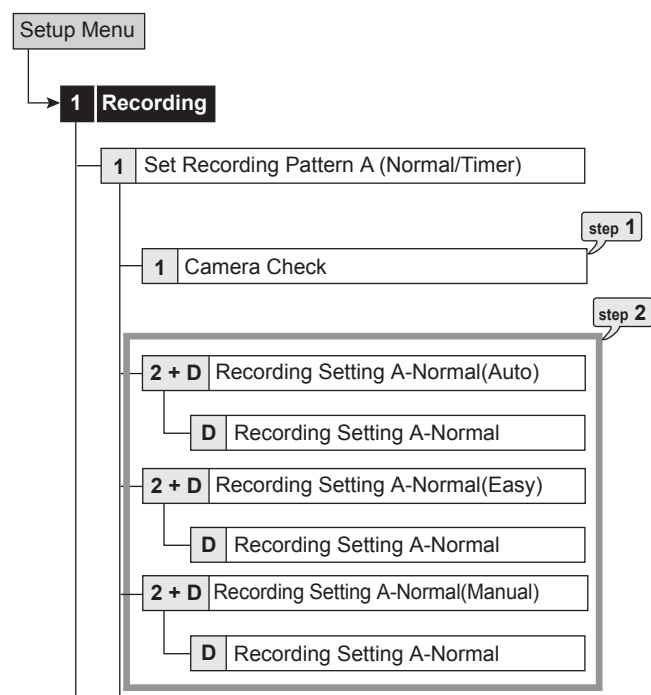 Setup Menu
1 Recording
1 Set Recording Pattern A (Normal/Timer)
step 1
1 Camera Check
step 2
2 + D Recording Setting A-Normal(Auto)
D Recording Setting A-Normal
2 + D Recording Setting A-Normal(Easy)
D Recording Setting A-Normal
2 + D Recording Setting A-Normal(Manual)
D Recording Setting A-Normal